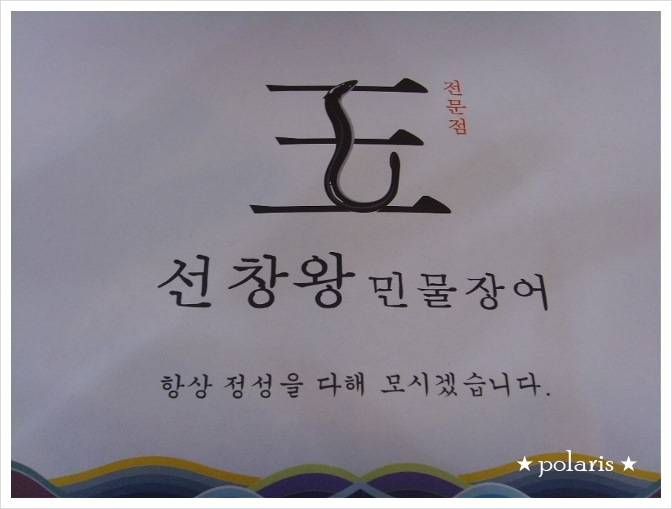 王
전문점
선창왕 민물장어
항상 정성을 다해 모시겠습니다.
★ polaris ★